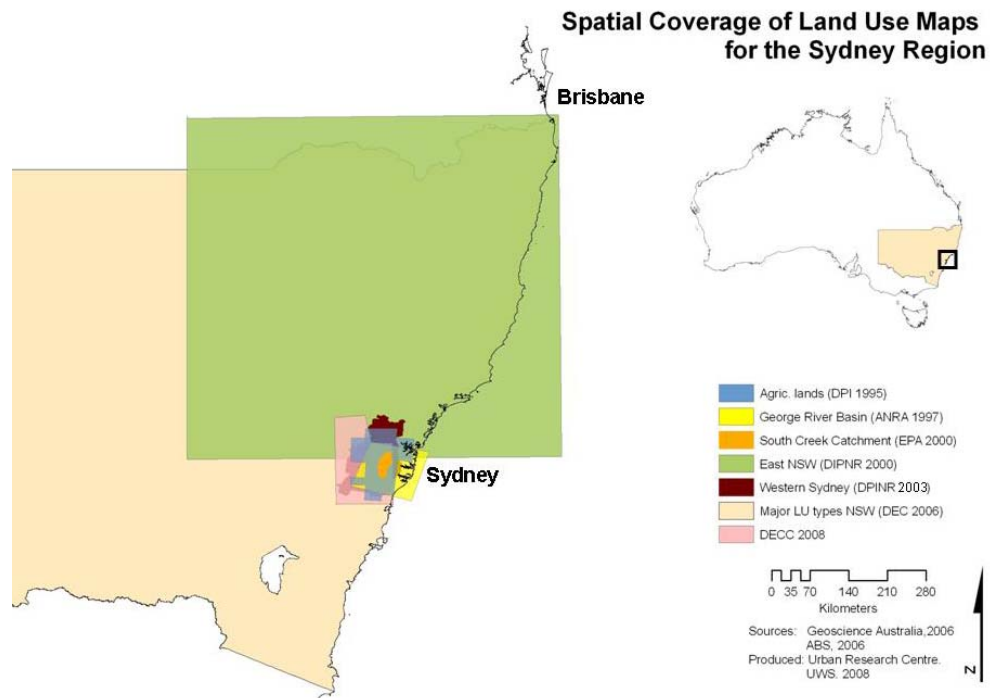 Spatial Coverage of Land Use Maps
for the Sydney Region
Brisbane
Sydney
Agric. lands (DPI 1995)
George River Basin (ANRA 1997)
South Creek Catchment (EPA 2000)
East NSW (DIPNR 2000)
Western Sydney (DPINR 2003)
Major LU types NSW (DEC 2006)
DECC 2008
0 35 70 140 210 280
Kilometers
Sources: Geoscience Australia,2006
ABS, 2006
Produced: Urban Research Centre.
UWS. 2008
N